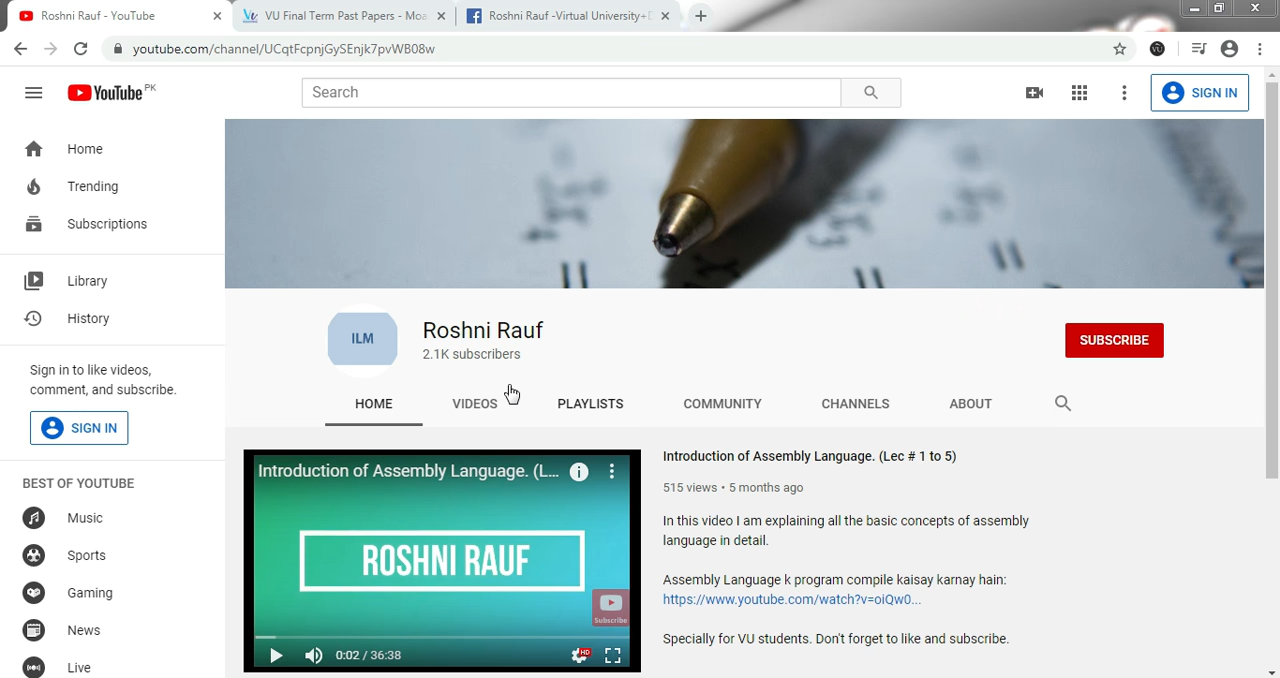 Roshni Rauf - YouTube
VU Final Term Past Papers - Moa
Roshni Rauf -Virtual University+D
youtube.com/channel/UCqtFcpnjGySEnjk7pvWB08w
YouTube PK
Search
SIGN IN
Home
Trending
Subscriptions
Library
History
Sign in to like videos,
comment, and subscribe.
SIGN IN
BEST OF YOUTUBE
Music
Sports
Gaming
News
Live
ILM
Roshni Rauf
2.1K subscribers
SUBSCRIBE
HOME VIDEOS PLAYLISTS COMMUNITY CHANNELS ABOUT
Introduction of Assembly Language. (L...
ROSHNI RAUF
Subscribe
0:02 / 36:38
HD
Introduction of Assembly Language. (Lec # 1 to 5)
515 views • 5 months ago
In this video I am explaining all the basic concepts of assembly
language in detail.
Assembly Language k program compile kaisay karnay hain:
https://www.youtube.com/watch?v=oiQw0...
Specially for VU students. Don't forget to like and subscribe.